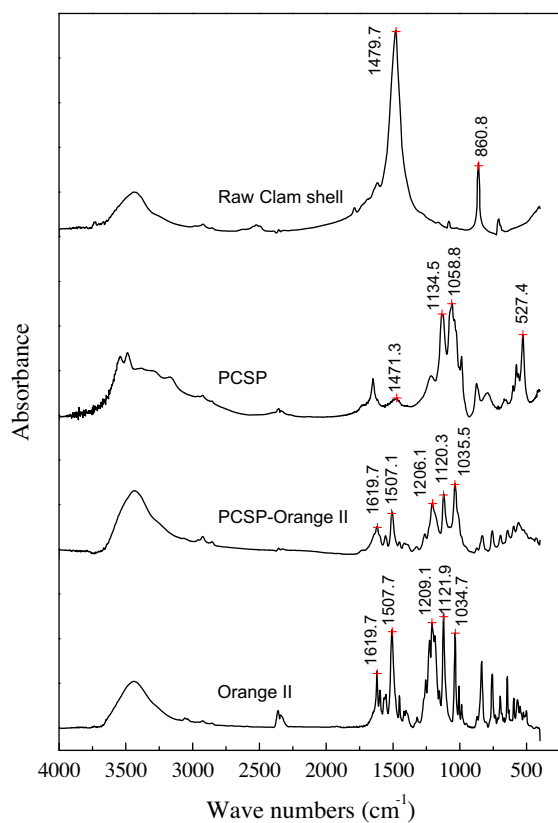 1479.7
860.8
Raw Clam shell
1134.5
1058.8
527.4
1471.3
PCSP
1619.7
1507.1
1206.1
1120.3
1035.5
PCSP-Orange II
1619.7
1507.7
1209.1
1121.9
1034.7
Orange II
Absorbance
4000 3500 3000 2500 2000 1500 1000 500
Wave numbers (cm⁻¹)